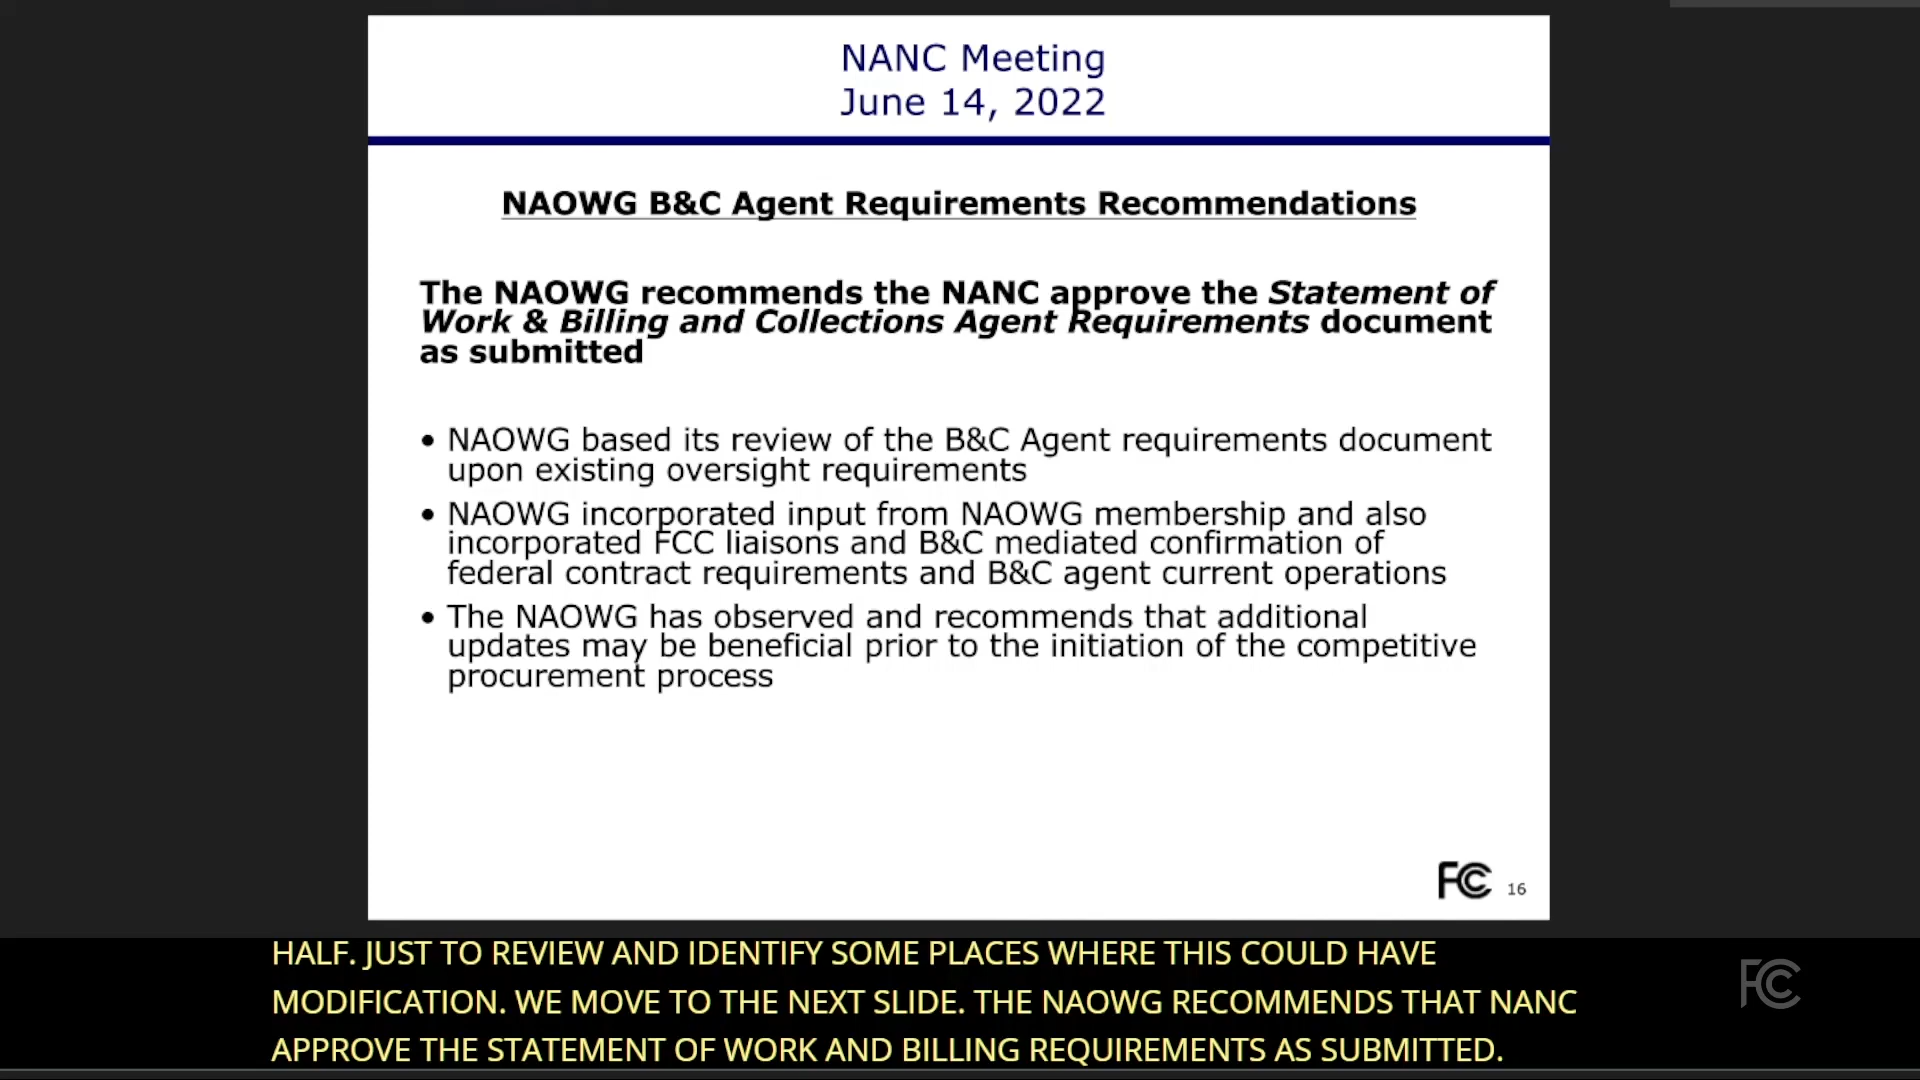 NANC Meeting
June 14, 2022
NAOWG B&C Agent Requirements Recommendations
The NAOWG recommends the NANC approve the Statement of
Work & Billing and Collections Agent Requirements document
as submitted
• NAOWG based its review of the B&C Agent requirements document
upon existing oversight requirements
• NAOWG incorporated input from NAOWG membership and also
incorporated FCC liaisons and B&C mediated confirmation of
federal contract requirements and B&C agent current operations
• The NAOWG has observed and recommends that additional
updates may be beneficial prior to the initiation of the competitive
procurement process
FCC 16
HALF. JUST TO REVIEW AND IDENTIFY SOME PLACES WHERE THIS COULD HAVE
MODIFICATION. WE MOVE TO THE NEXT SLIDE. THE NAOWG RECOMMENDS THAT NANC
APPROVE THE STATEMENT OF WORK AND BILLING REQUIREMENTS AS SUBMITTED.
FCC